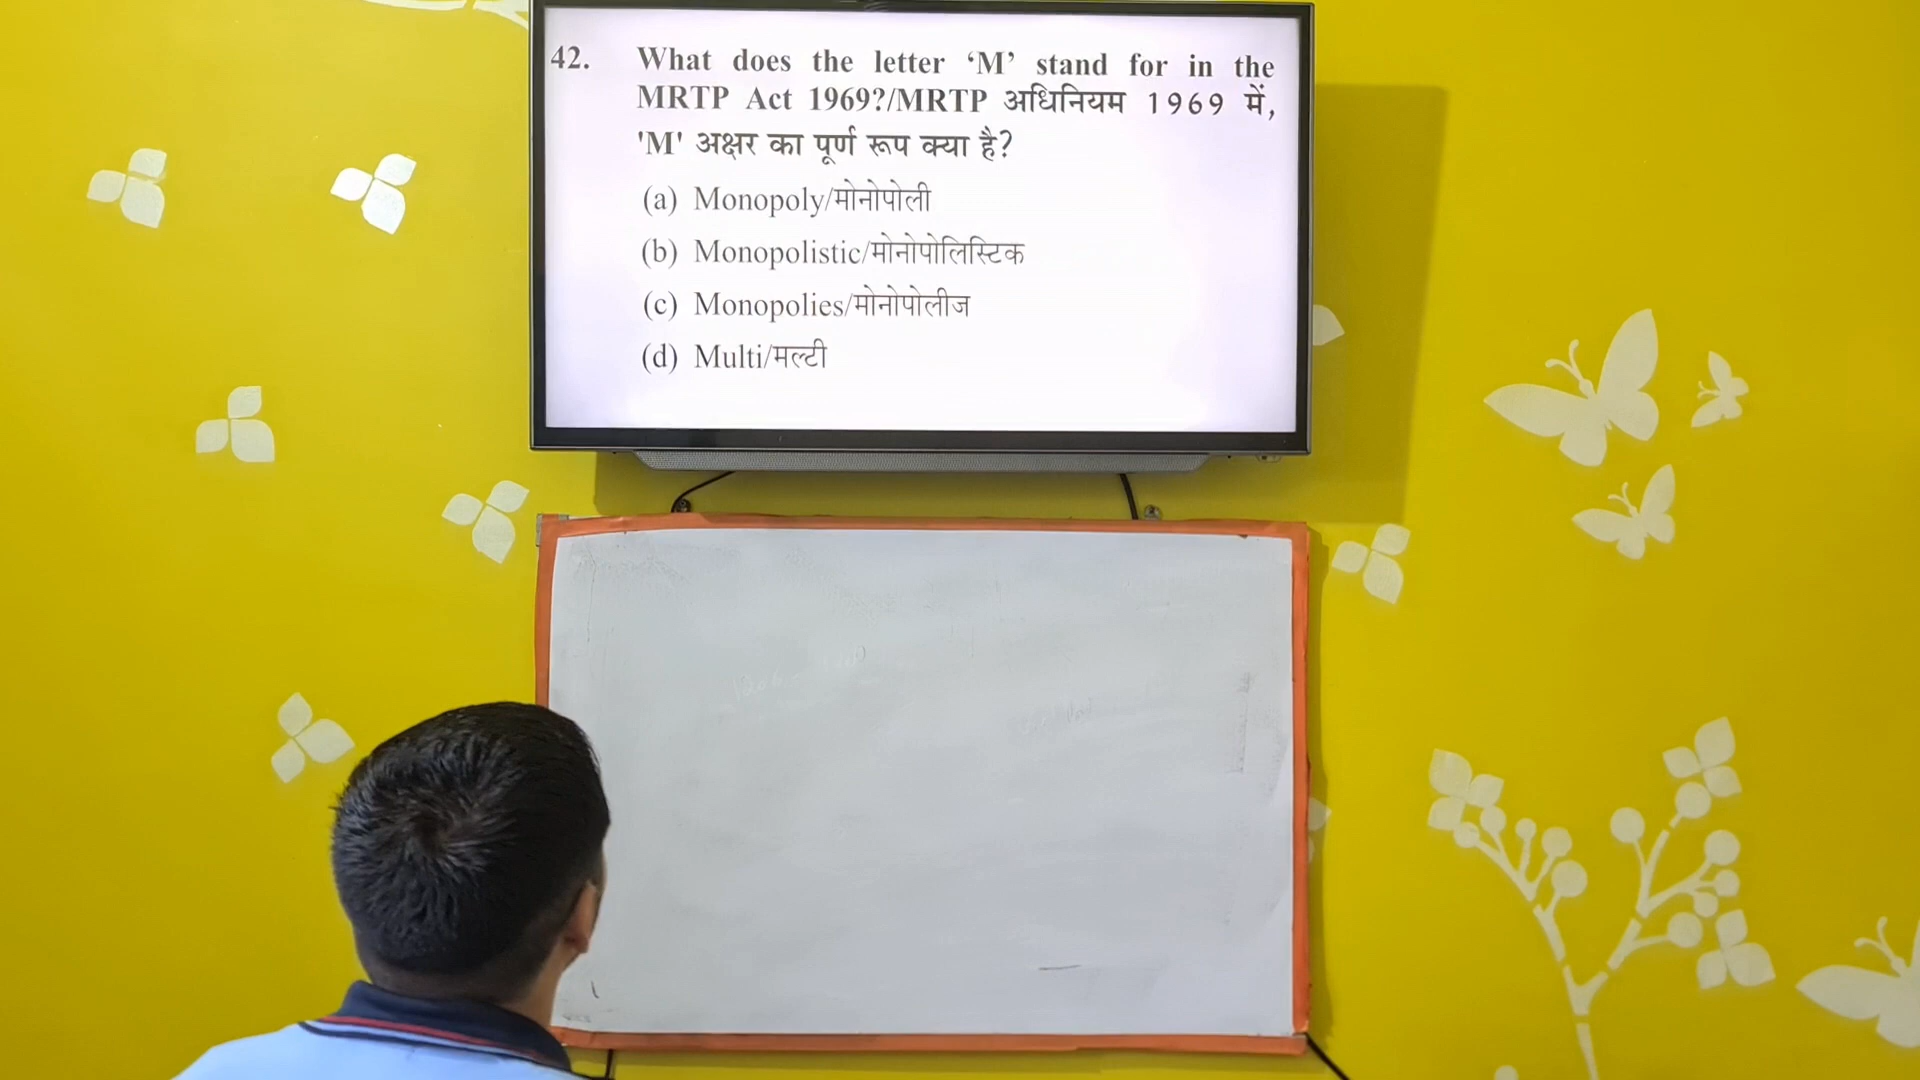 42. What does the letter ‘M’ stand for in the
MRTP Act 1969?/MRTP अधिनियम 1969 में,
'M' अक्षर का पूर्ण रूप क्या है?
(a) Monopoly/मोनोपोली
(b) Monopolistic/मोनोपोलिस्टिक
(c) Monopolies/मोनोपोलीज
(d) Multi/मल्टी